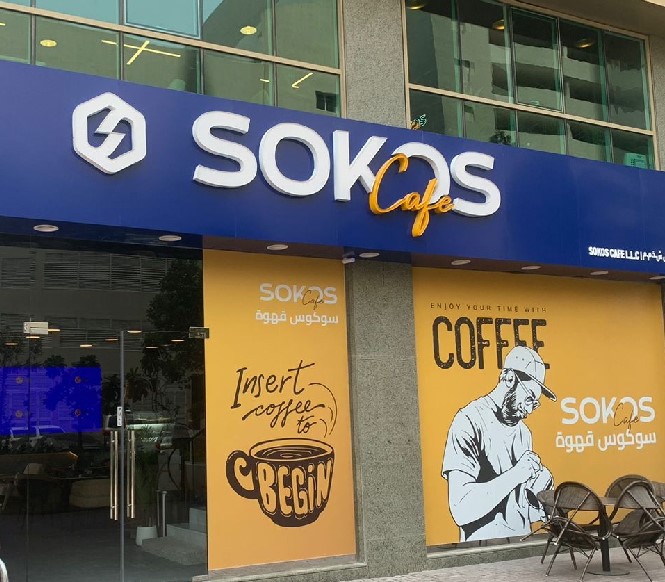 SOKOS
Cafe
SOKOS CAFE L.L.C
SOKOS
Cafe
سوكوس قهوة
Insert
coffee
to
BEGIN
ENJOY YOUR TIME WITH
COFFEE
SOKOS
Cafe
سوكوس قهوة